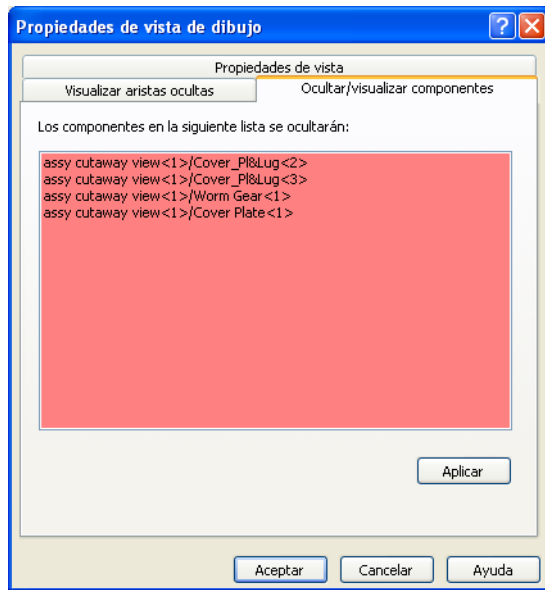 Propiedades de vista de dibujo
Propiedades de vista
Visualizar aristas ocultas
Ocultar/visualizar componentes
Los componentes en la siguiente lista se ocultarán:
assy cutaway view<1>/Cover_Pl&Lug<2>
assy cutaway view<1>/Cover_Pl&Lug<3>
assy cutaway view<1>/Worm Gear<1>
assy cutaway view<1>/Cover Plate<1>
Aplicar
Aceptar
Cancelar
Ayuda